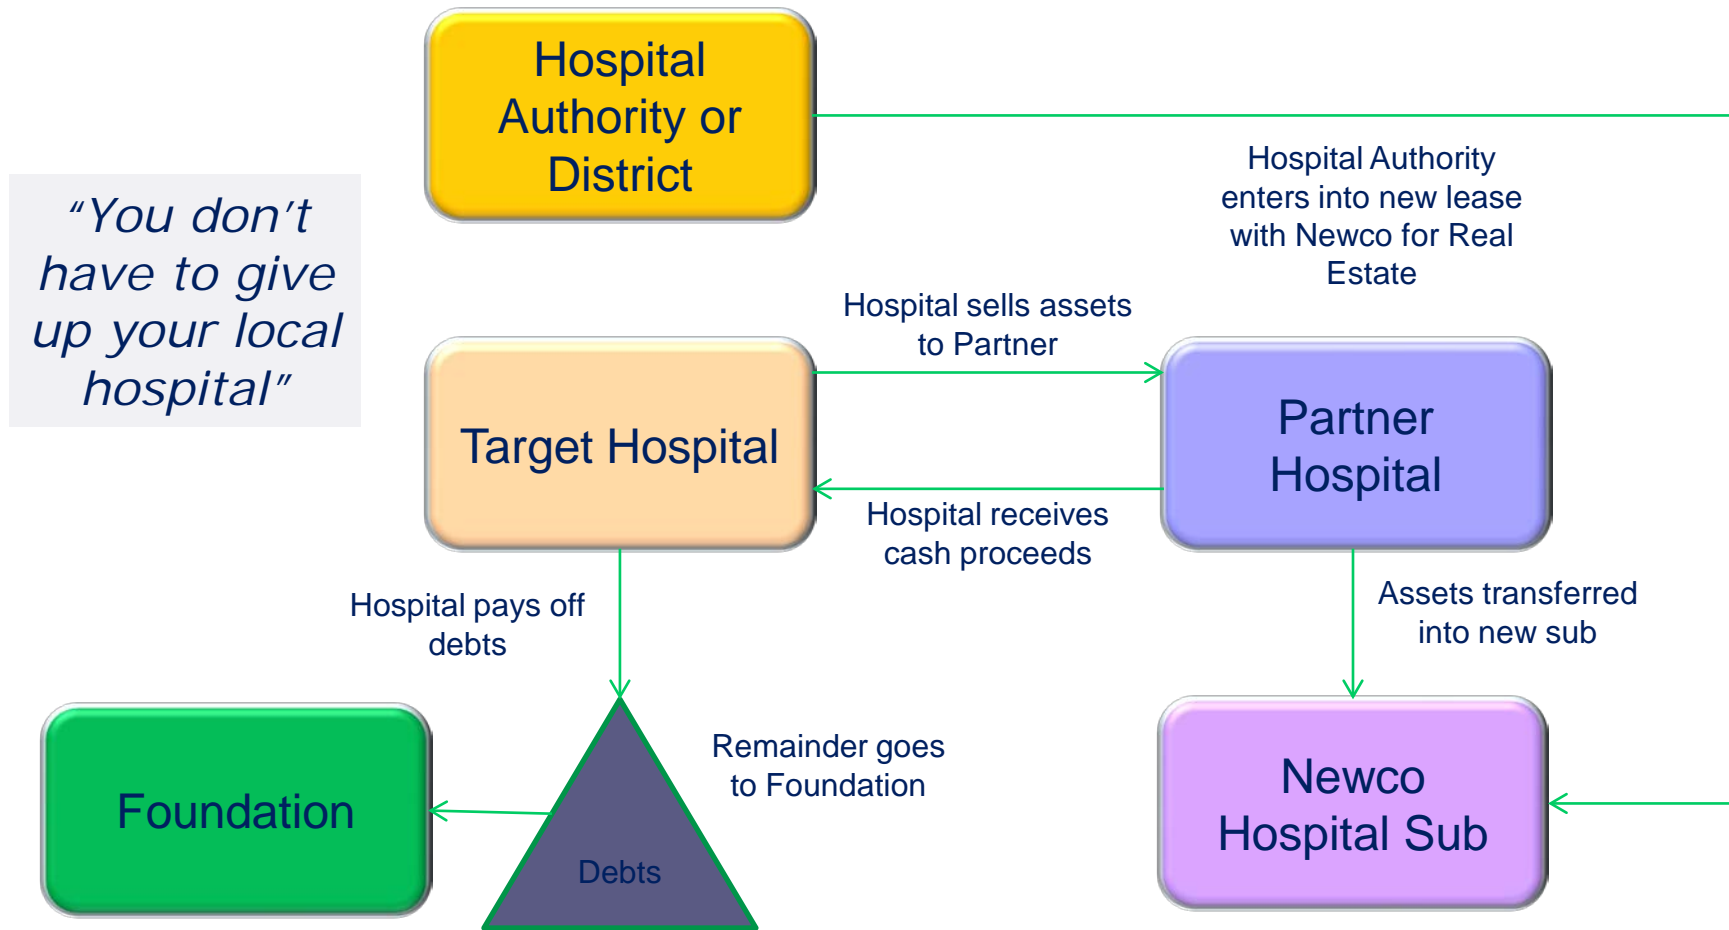 Hospital
Authority or
District
Hospital Authority
enters into new lease
with Newco for Real
Estate
“You don’t
have to give
up your local
hospital”
Hospital sells assets
to Partner
Target Hospital
Partner
Hospital
Hospital receives
cash proceeds
Hospital pays off
debts
Assets transferred
into new sub
Remainder goes
to Foundation
Foundation
Debts
Newco
Hospital Sub